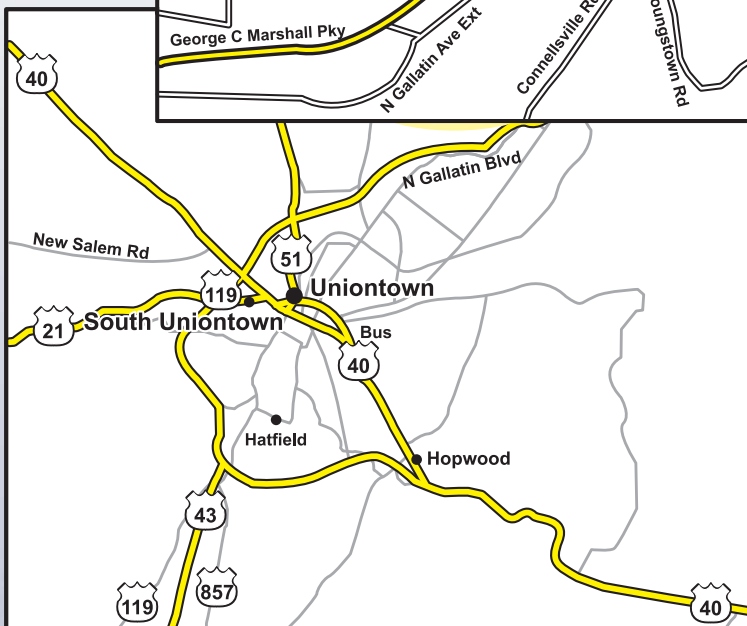 George C Marshall Pky
N Gallatin Ave Ext
Connellsville Rd
oungstown Rd
40
N Gallatin Blvd
New Salem Rd
51
119
Uniontown
South Uniontown
21
Bus
40
Hatfield
Hopwood
43
119
857
40